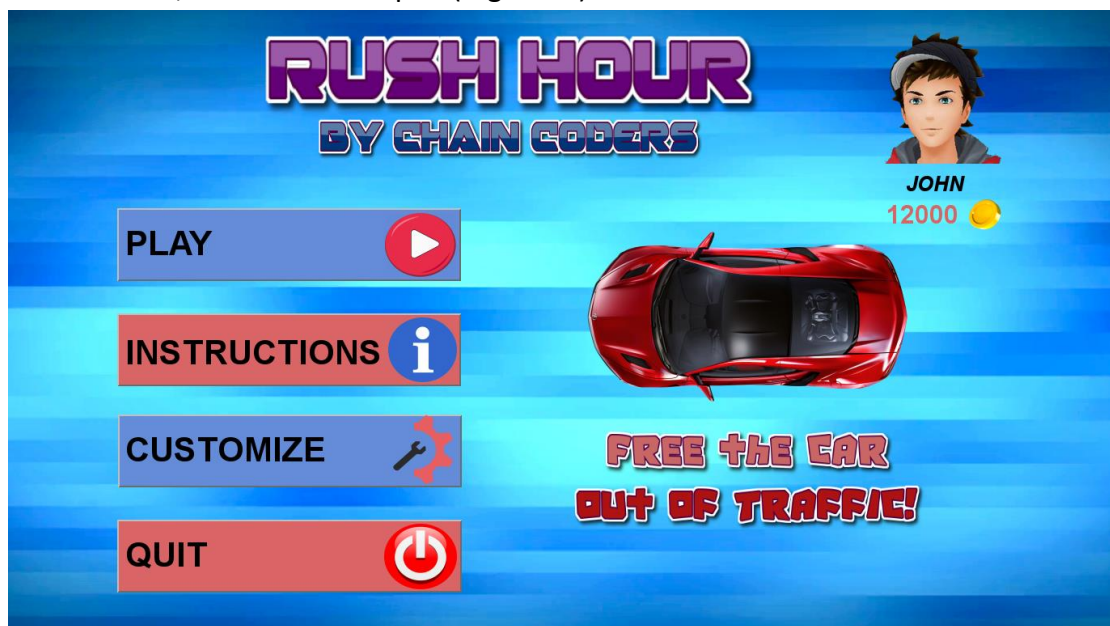 RUSH HOUR
BY CHAIN CODERS
JOHN
12000
PLAY
INSTRUCTIONS
CUSTOMIZE
QUIT
FREE THE CAR
OUT OF TRAFFIC!